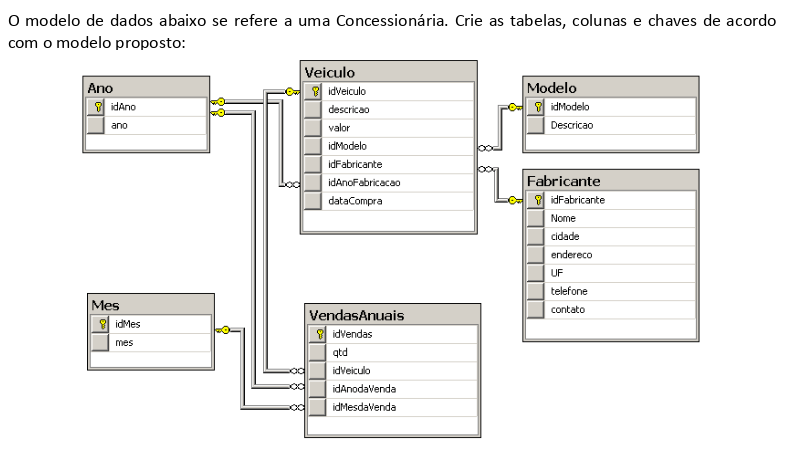 O modelo de dados abaixo se refere a uma Concessionária. Crie as tabelas, colunas e chaves de acordo
com o modelo proposto:
Ano
idAno
ano
Veiculo
idVeiculo
descricao
valor
idModelo
idFabricante
idAnoFabricacao
dataCompra
Modelo
idModelo
Descricao
Fabricante
idFabricante
Nome
cidade
endereco
UF
telefone
contato
Mes
idMes
mes
VendasAnuais
idVendas
qtd
idVeiculo
idAnodaVenda
idMesdaVenda